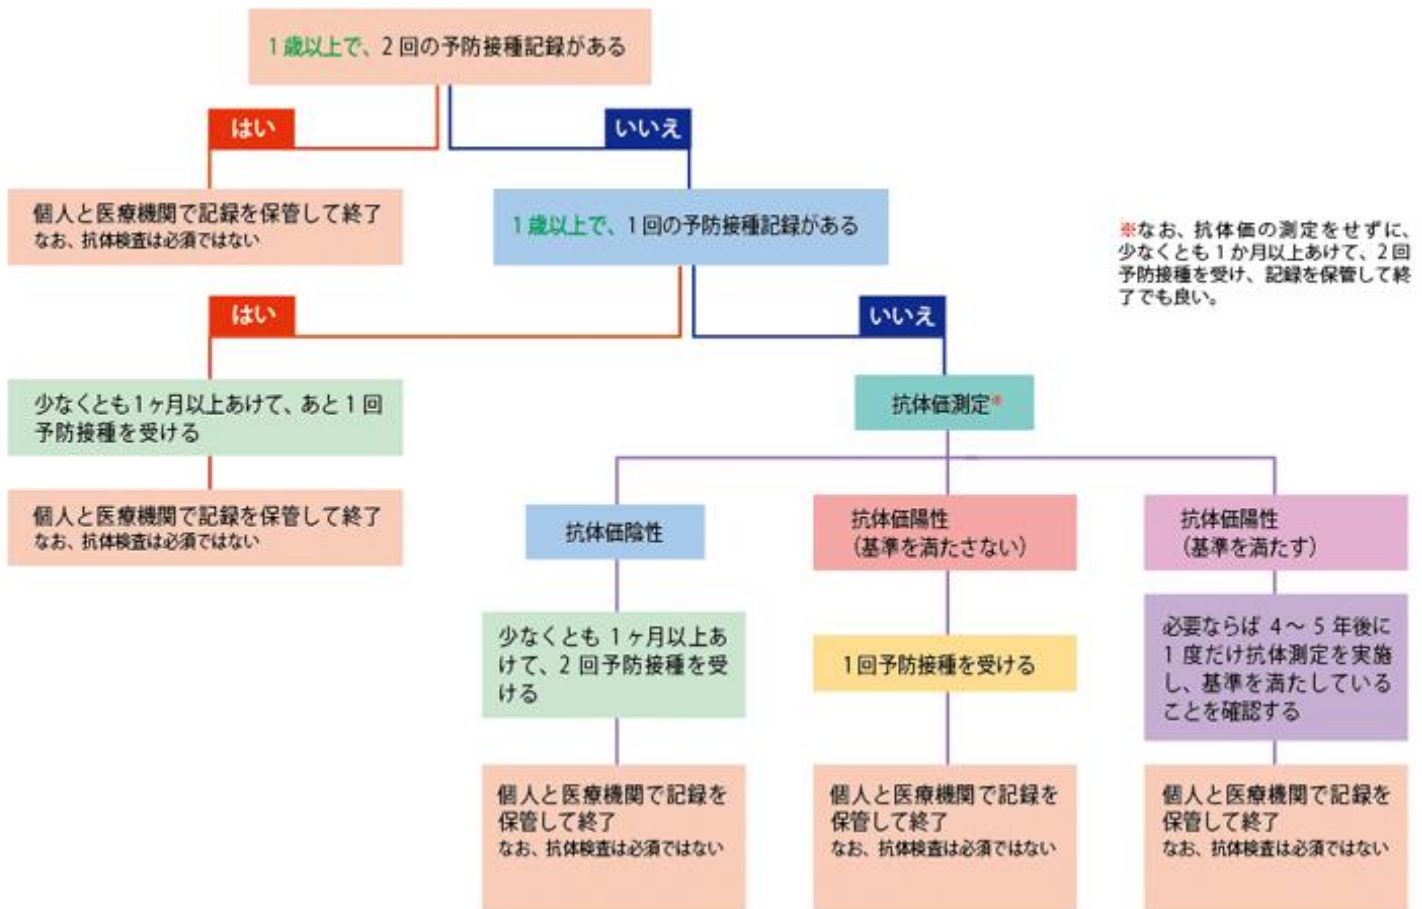 1歳以上で、2回の予防接種記録がある
はい
いいえ
個人と医療機関で記録を保管して終了
なお、抗体検査は必須ではない
1歳以上で、1回の予防接種記録がある
※なお、抗体価の測定をせずに、
少なくとも1か月以上あけて、2回
予防接種を受け、記録を保管して終
了でも良い。
はい
いいえ
少なくとも1ヶ月以上あけて、あと1回
予防接種を受ける
抗体価測定※
個人と医療機関で記録を保管して終了
なお、抗体検査は必須ではない
抗体価陰性
抗体価陽性
(基準を満たさない)
抗体価陽性
(基準を満たす)
少なくとも1ヶ月以上あ
けて、2回予防接種を受
ける
1回予防接種を受ける
必要ならば4〜5年後に
1度だけ抗体測定を実施
し、基準を満たしている
ことを確認する
個人と医療機関で記録を
保管して終了
なお、抗体検査は必須ではない
個人と医療機関で記録を
保管して終了
なお、抗体検査は必須ではない
個人と医療機関で記録を
保管して終了
なお、抗体検査は必須ではない